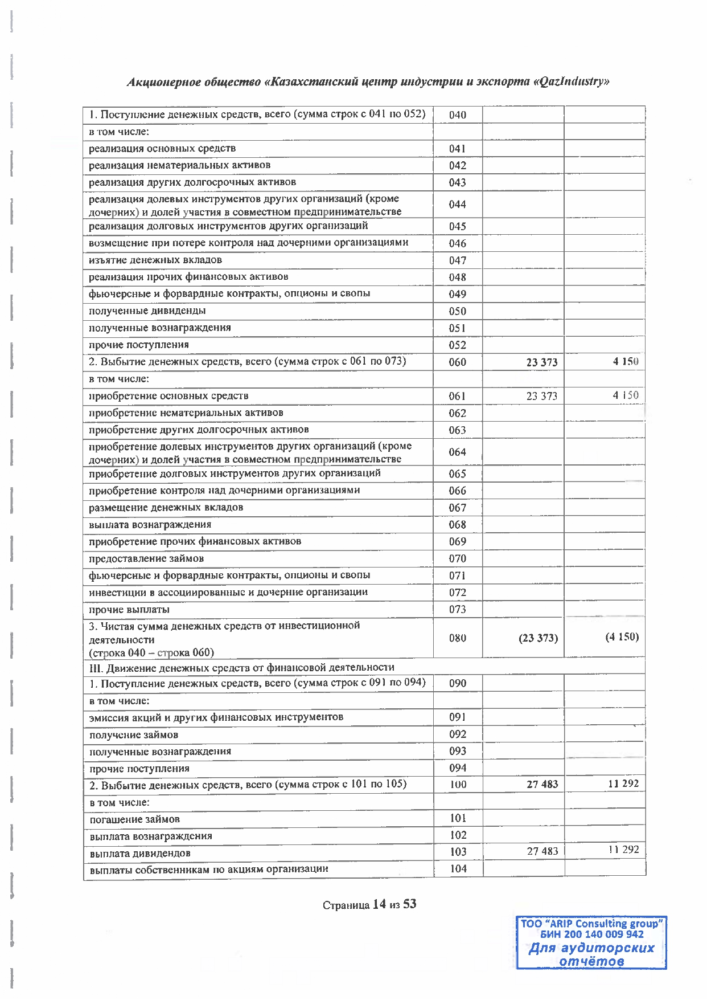 Акционерное общество «Казахстанский центр индустрии и экспорта «QazIndustry»
1. Поступление денежных средств, всего (сумма строк с 041 по 052) 040
в том числе:
реализация основных средств 041
реализация нематериальных активов 042
реализация других долгосрочных активов 043
реализация долевых инструментов других организаций (кроме
дочерних) и долей участия в совместном предпринимательстве 044
реализация долговых инструментов других организаций 045
возмещение при потере контроля над дочерними организациями 046
изъятие денежных вкладов 047
реализация прочих финансовых активов 048
фьючерсные и форвардные контракты, опционы и свопы 049
полученные дивиденды 050
полученные вознаграждения 051
прочие поступления 052
2. Выбытие денежных средств, всего (сумма строк с 061 по 073) 060 23 373 4 150
в том числе:
приобретение основных средств 061 23 373 4 150
приобретение нематериальных активов 062
приобретение других долгосрочных активов 063
приобретение долевых инструментов других организаций (кроме
дочерних) и долей участия в совместном предпринимательстве 064
приобретение долговых инструментов других организаций 065
приобретение контроля над дочерними организациями 066
размещение денежных вкладов 067
выплата вознаграждения 068
приобретение прочих финансовых активов 069
предоставление займов 070
фьючерсные и форвардные контракты, опционы и свопы 071
инвестиции в ассоциированные и дочерние организации 072
прочие выплаты 073
3. Чистая сумма денежных средств от инвестиционной
деятельности 080 (23 373) (4 150)
(строка 040 – строка 060)
III. Движение денежных средств от финансовой деятельности
1. Поступление денежных средств, всего (сумма строк с 091 по 094) 090
в том числе:
эмиссия акций и других финансовых инструментов 091
получение займов 092
полученные вознаграждения 093
прочие поступления 094
2. Выбытие денежных средств, всего (сумма строк с 101 по 105) 100 27 483 11 292
в том числе:
погашение займов 101
выплата вознаграждения 102
выплата дивидендов 103 27 483 11 292
выплаты собственникам по акциям организации 104
Страница 14 из 53
ТОО "ARIP Consulting group"
БИН 200 140 009 942
Для аудиторских
отчётов